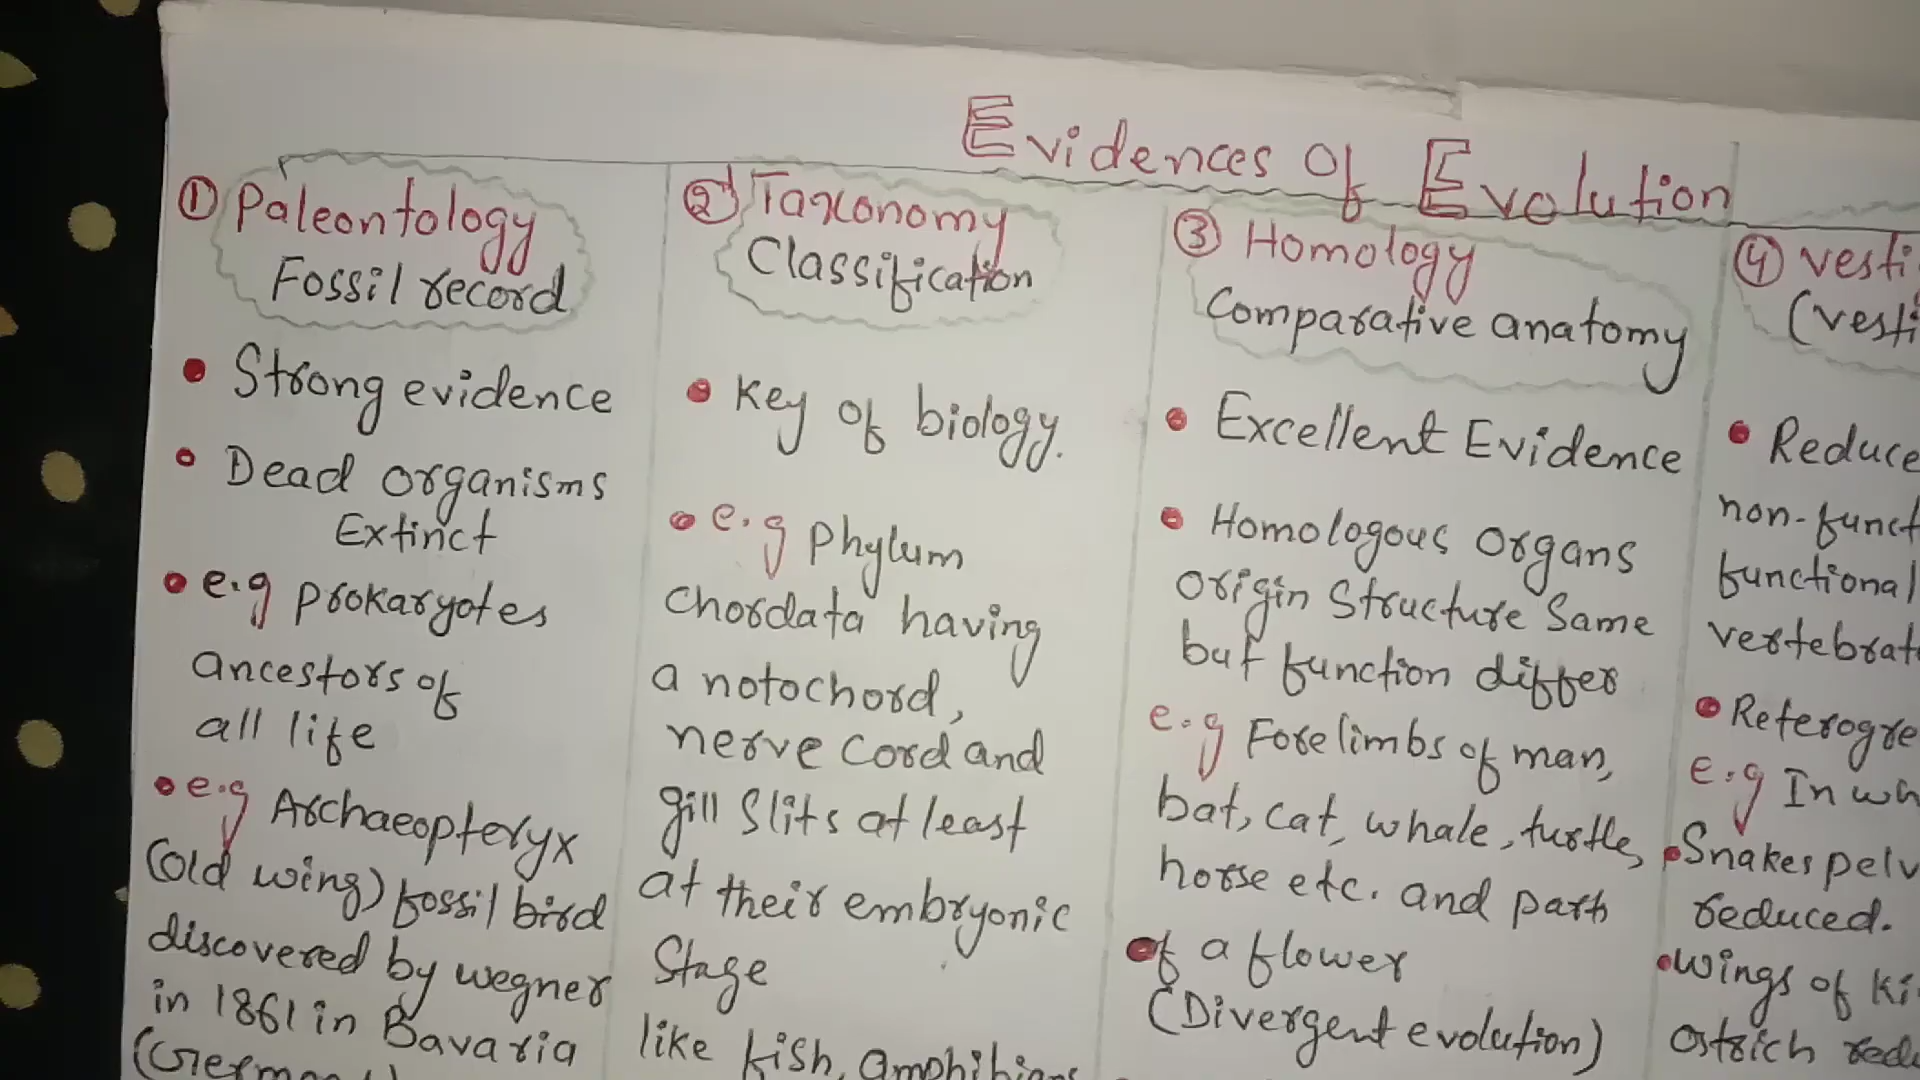 Evidences of Evolution
① Paleontology
Fossil record
• Strong evidence
• Dead organisms
Extinct
• e.g prokaryotes
ancestors of
all life
• e.g Archaeopteryx
(old wing) fossil bird
discovered by wegner
in 1861 in Bavaria
② Taxonomy
Classification
• Key of biology.
• e.g phylum
chordata having
a notochord,
nerve cord and
gill slits at least
at their embryonic
Stage
like fish, amphibians
③ Homology
Comparative anatomy
• Excellent Evidence
• Homologous Organs
origin Structure Same
but function differ
e.g Forelimbs of man,
bat, cat, whale, turtle,
horse etc. and parts
of a flower
(Divergent evolution)
④ vesti
(vesti
• Reduce
non-funct
functional
vertebrat
• Reterogre
e.g In wh
• Snakes pelv
reduced.
• wings of ki
ostrich redu